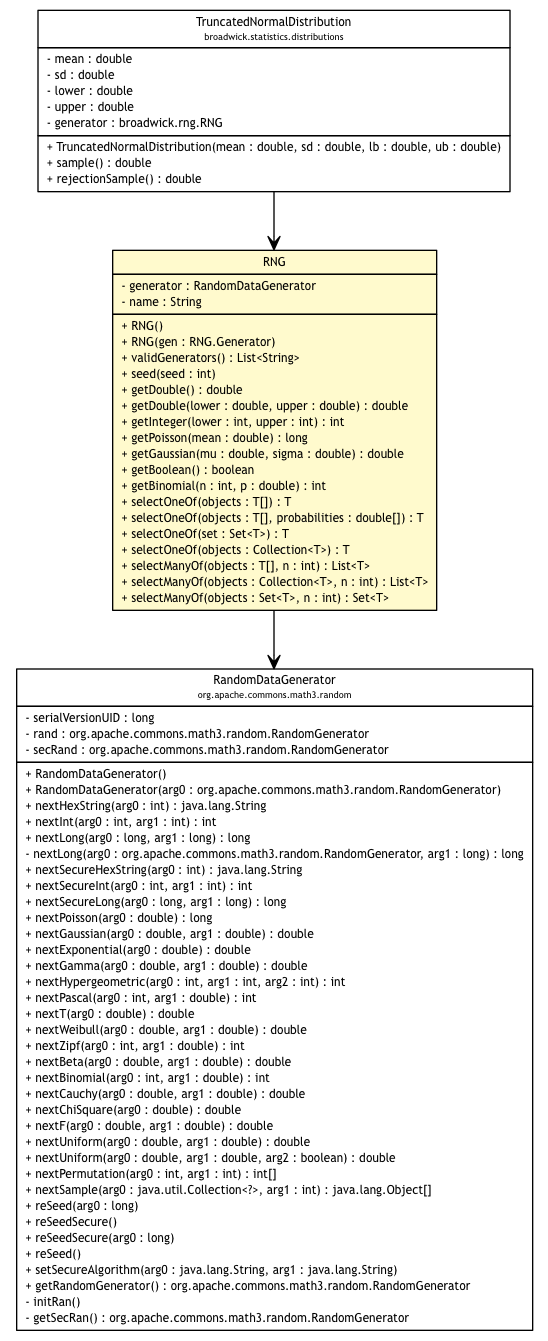 TruncatedNormalDistribution
broadwick.statistics.distributions
- mean : double
- sd : double
- lower : double
- upper : double
- generator : broadwick.rng.RNG
+ TruncatedNormalDistribution(mean : double, sd : double, lb : double, ub : double)
+ sample() : double
+ rejectionSample() : double
RNG
- generator : RandomDataGenerator
- name : String
+ RNG()
+ RNG(gen : RNG.Generator)
+ validGenerators() : List<String>
+ seed(seed : int)
+ getDouble() : double
+ getDouble(lower : double, upper : double) : double
+ getInteger(lower : int, upper : int) : int
+ getPoisson(mean : double) : long
+ getGaussian(mu : double, sigma : double) : double
+ getBoolean() : boolean
+ getBinomial(n : int, p : double) : int
+ selectOneOf(objects : T[]) : T
+ selectOneOf(objects : T[], probabilities : double[]) : T
+ selectOneOf(set : Set<T>) : T
+ selectOneOf(objects : Collection<T>) : T
+ selectManyOf(objects : T[], n : int) : List<T>
+ selectManyOf(objects : Collection<T>, n : int) : List<T>
+ selectManyOf(objects : Set<T>, n : int) : Set<T>
RandomDataGenerator
org.apache.commons.math3.random
- serialVersionUID : long
- rand : org.apache.commons.math3.random.RandomGenerator
- secRand : org.apache.commons.math3.random.RandomGenerator
+ RandomDataGenerator()
+ RandomDataGenerator(arg0 : org.apache.commons.math3.random.RandomGenerator)
+ nextHexString(arg0 : int) : java.lang.String
+ nextInt(arg0 : int, arg1 : int) : int
+ nextLong(arg0 : long, arg1 : long) : long
- nextLong(arg0 : org.apache.commons.math3.random.RandomGenerator, arg1 : long) : long
+ nextSecureHexString(arg0 : int) : java.lang.String
+ nextSecureInt(arg0 : int, arg1 : int) : int
+ nextSecureLong(arg0 : long, arg1 : long) : long
+ nextPoisson(arg0 : double) : long
+ nextGaussian(arg0 : double, arg1 : double) : double
+ nextExponential(arg0 : double) : double
+ nextGamma(arg0 : double, arg1 : double) : double
+ nextHypergeometric(arg0 : int, arg1 : int, arg2 : int) : int
+ nextPascal(arg0 : int, arg1 : double) : int
+ nextT(arg0 : double) : double
+ nextWeibull(arg0 : double, arg1 : double) : double
+ nextZipf(arg0 : int, arg1 : double) : int
+ nextBeta(arg0 : double, arg1 : double) : double
+ nextBinomial(arg0 : int, arg1 : double) : int
+ nextCauchy(arg0 : double, arg1 : double) : double
+ nextChiSquare(arg0 : double) : double
+ nextF(arg0 : double, arg1 : double) : double
+ nextUniform(arg0 : double, arg1 : double) : double
+ nextUniform(arg0 : double, arg1 : double, arg2 : boolean) : double
+ nextPermutation(arg0 : int, arg1 : int) : int[]
+ nextSample(arg0 : java.util.Collection<?>, arg1 : int) : java.lang.Object[]
+ reSeed(arg0 : long)
+ reSeedSecure()
+ reSeedSecure(arg0 : long)
+ reSeed()
+ setSecureAlgorithm(arg0 : java.lang.String, arg1 : java.lang.String)
+ getRandomGenerator() : org.apache.commons.math3.random.RandomGenerator
- initRan()
- getSecRan() : org.apache.commons.math3.random.RandomGenerator